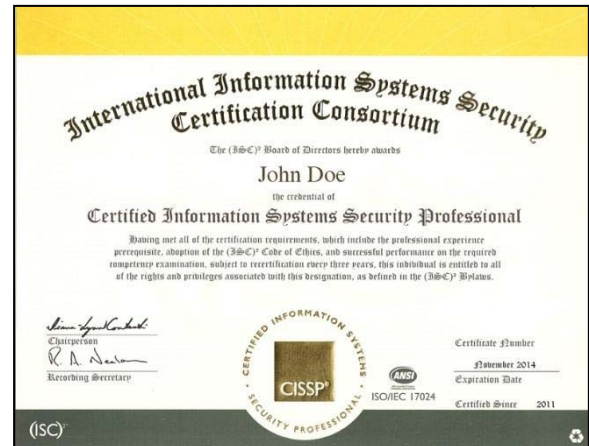 International Information Systems Security
Certification Consortium
The (ISC)² Board of Directors hereby awards
John Doe
the credential of
Certified Information Systems Security Professional
Having met all of the certification requirements, which include the professional experience
prerequisite, adoption of the (ISC)² Code of Ethics, and successful performance on the required
competency examination, subject to recertification every three years, this individual is entitled to all
of the rights and privileges associated with this designation, as defined in the (ISC)² Bylaws.
Chairperson
R. A.
Recording Secretary
CERTIFIED INFORMATION SYSTEMS
SECURITY PROFESSIONAL
CISSP®
ANSI
ISO/IEC 17024
Certificate Number
November 2014
Expiration Date
Certified Since 2011
(ISC)²